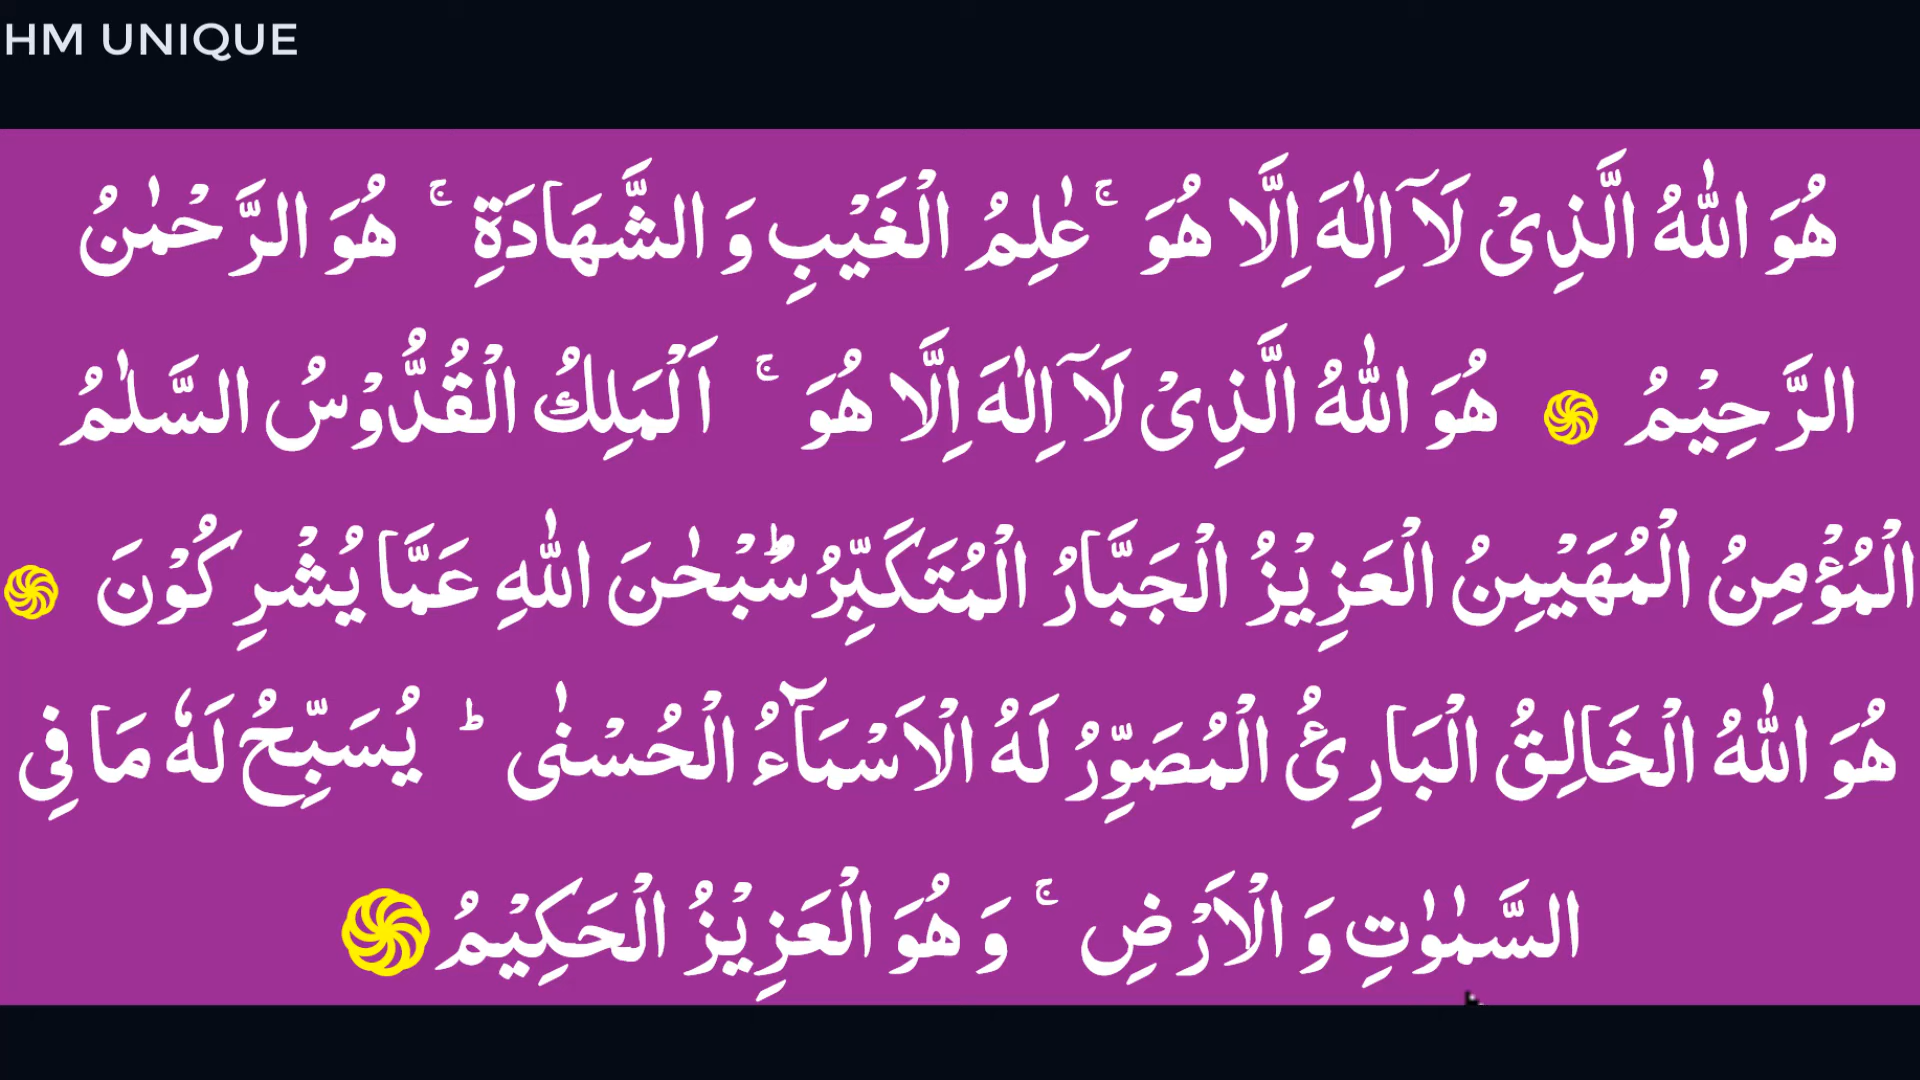 HM UNIQUE
هُوَ اللّٰهُ الَّذِیْ لَاۤ اِلٰهَ اِلَّا هُوَ ۚ عٰلِمُ الْغَیْبِ وَ الشَّهَادَةِ ۚ هُوَ الرَّحْمٰنُ
الرَّحِیْمُ ۝ هُوَ اللّٰهُ الَّذِیْ لَاۤ اِلٰهَ اِلَّا هُوَ ۚ اَلْمَلِكُ الْقُدُّوْسُ السَّلٰمُ
الْمُؤْمِنُ الْمُهَیْمِنُ الْعَزِیْزُ الْجَبَّارُ الْمُتَكَبِّرُ ؕ سُبْحٰنَ اللّٰهِ عَمَّا یُشْرِكُوْنَ ۝
هُوَ اللّٰهُ الْخَالِقُ الْبَارِئُ الْمُصَوِّرُ لَهُ الْاَسْمَآءُ الْحُسْنٰی ؕ یُسَبِّحُ لَهٗ مَا فِی
السَّمٰوٰتِ وَ الْاَرْضِ ۚ وَ هُوَ الْعَزِیْزُ الْحَكِیْمُ ۝